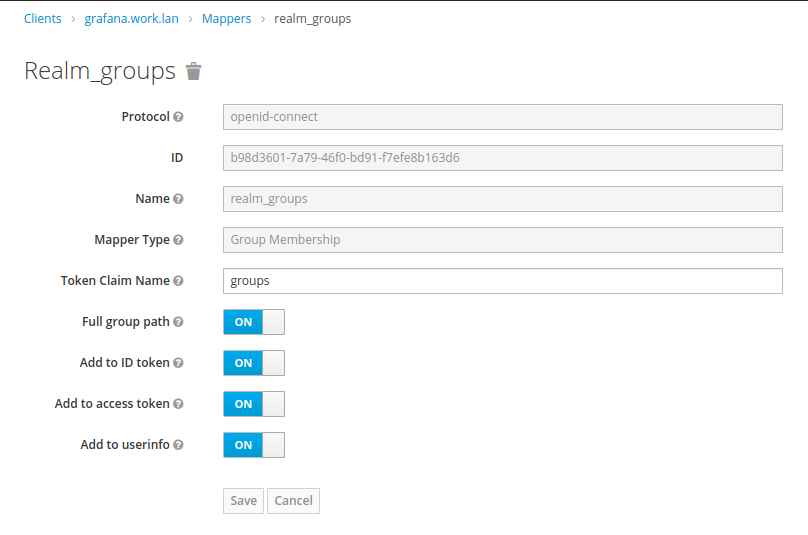 Clients > grafana.work.lan > Mappers > realm_groups
Realm_groups
Protocol openid-connect
ID b98d3601-7a79-46f0-bd91-f7efe8b163d6
Name realm_groups
Mapper Type Group Membership
Token Claim Name groups
Full group path ON
Add to ID token ON
Add to access token ON
Add to userinfo ON
Save Cancel